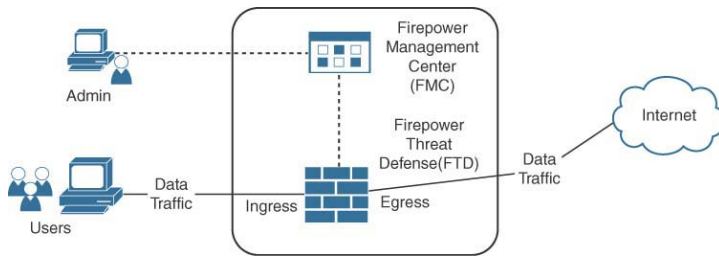 Firepower
Management
Center
(FMC)
Admin
Internet
Firepower
Threat
Defense(FTD)
Data
Traffic
Data
Traffic
Ingress
Egress
Users